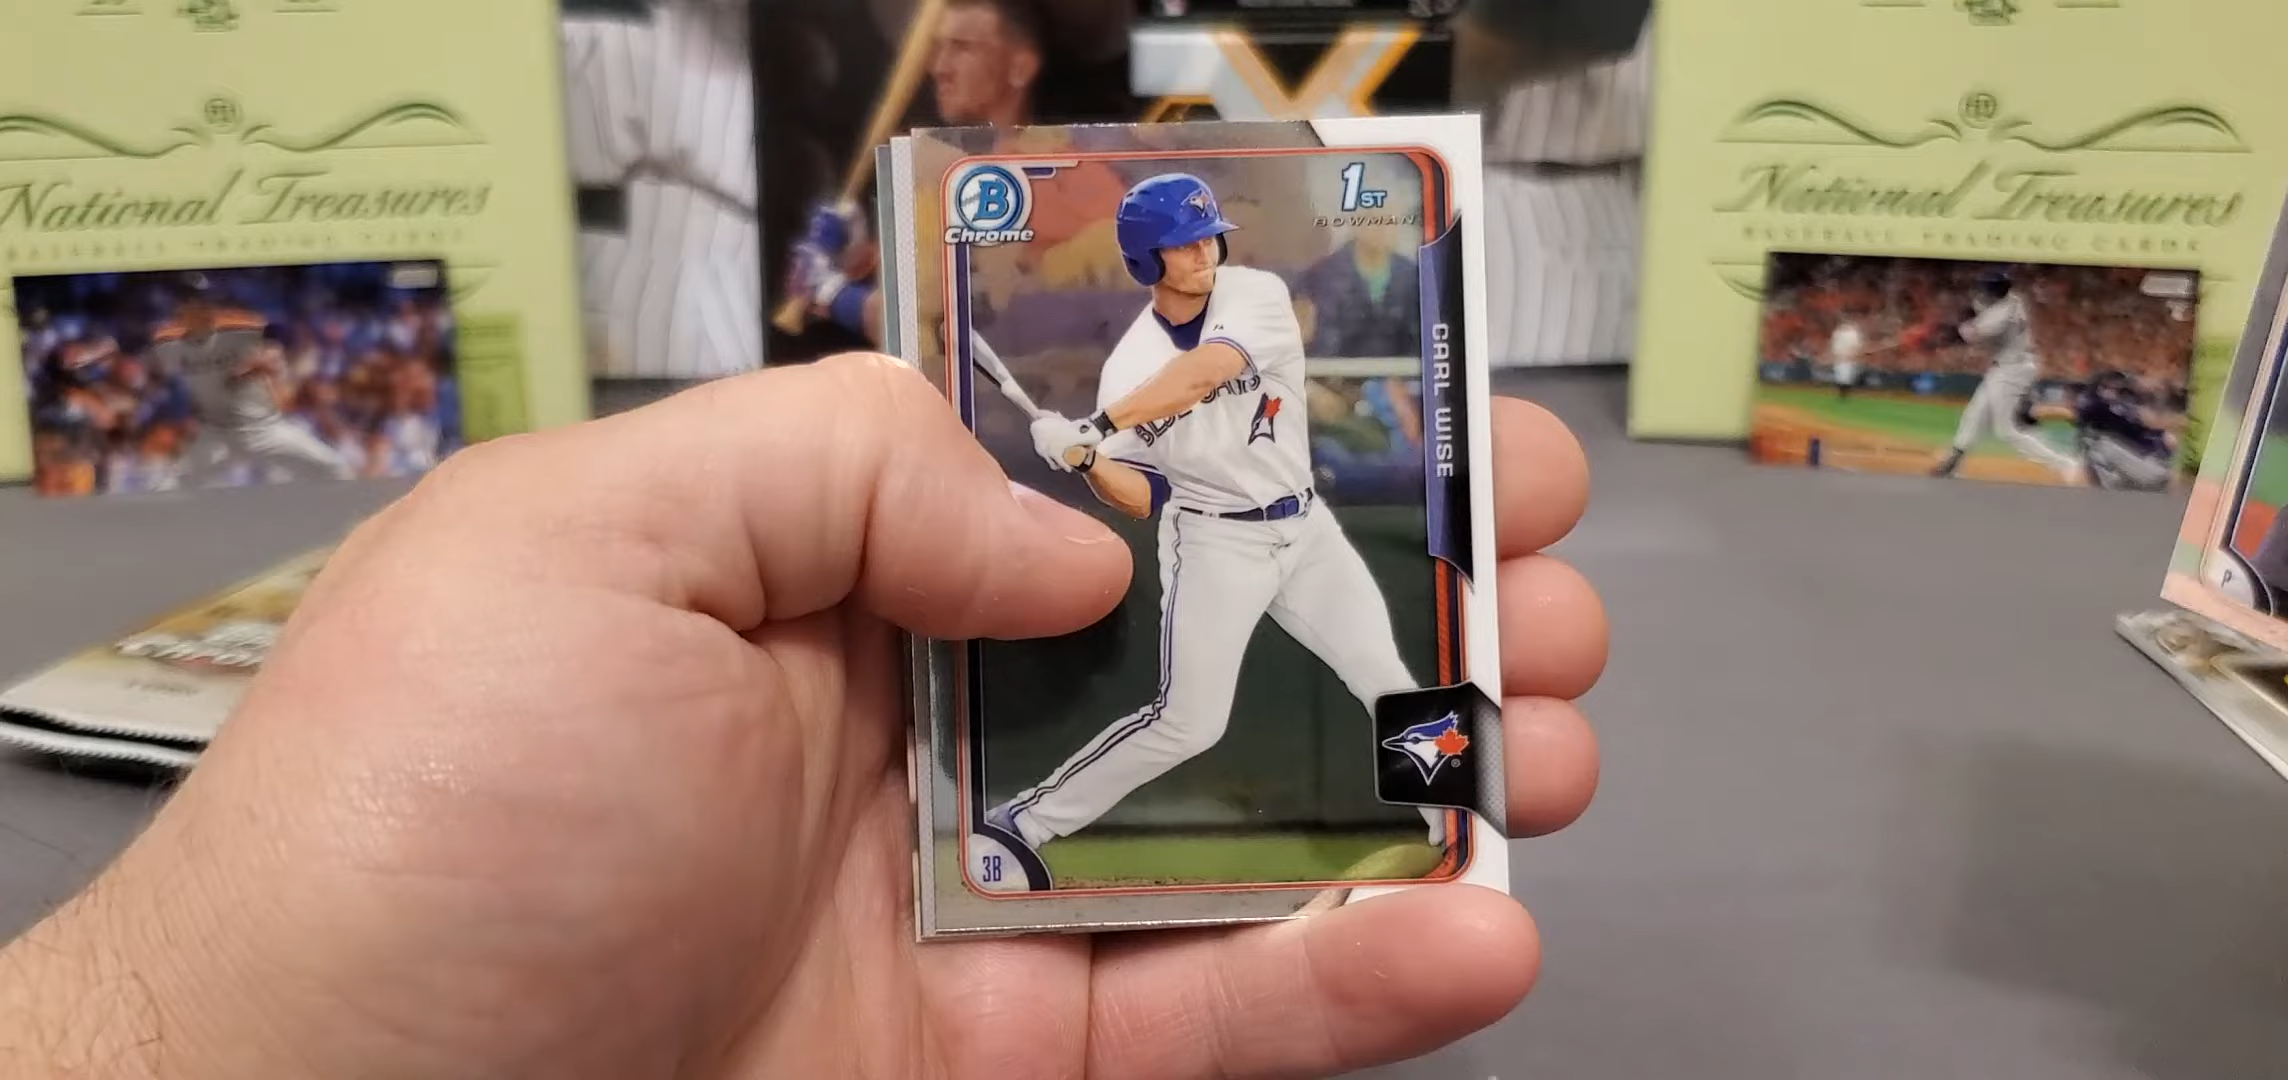 National Treasures
BASEBALL TRADING CARDS
B
Chrome
1ST
BOWMAN
CARL WISE
BLUE JAYS
3B
National Treasures
BASEBALL TRADING CARDS
P